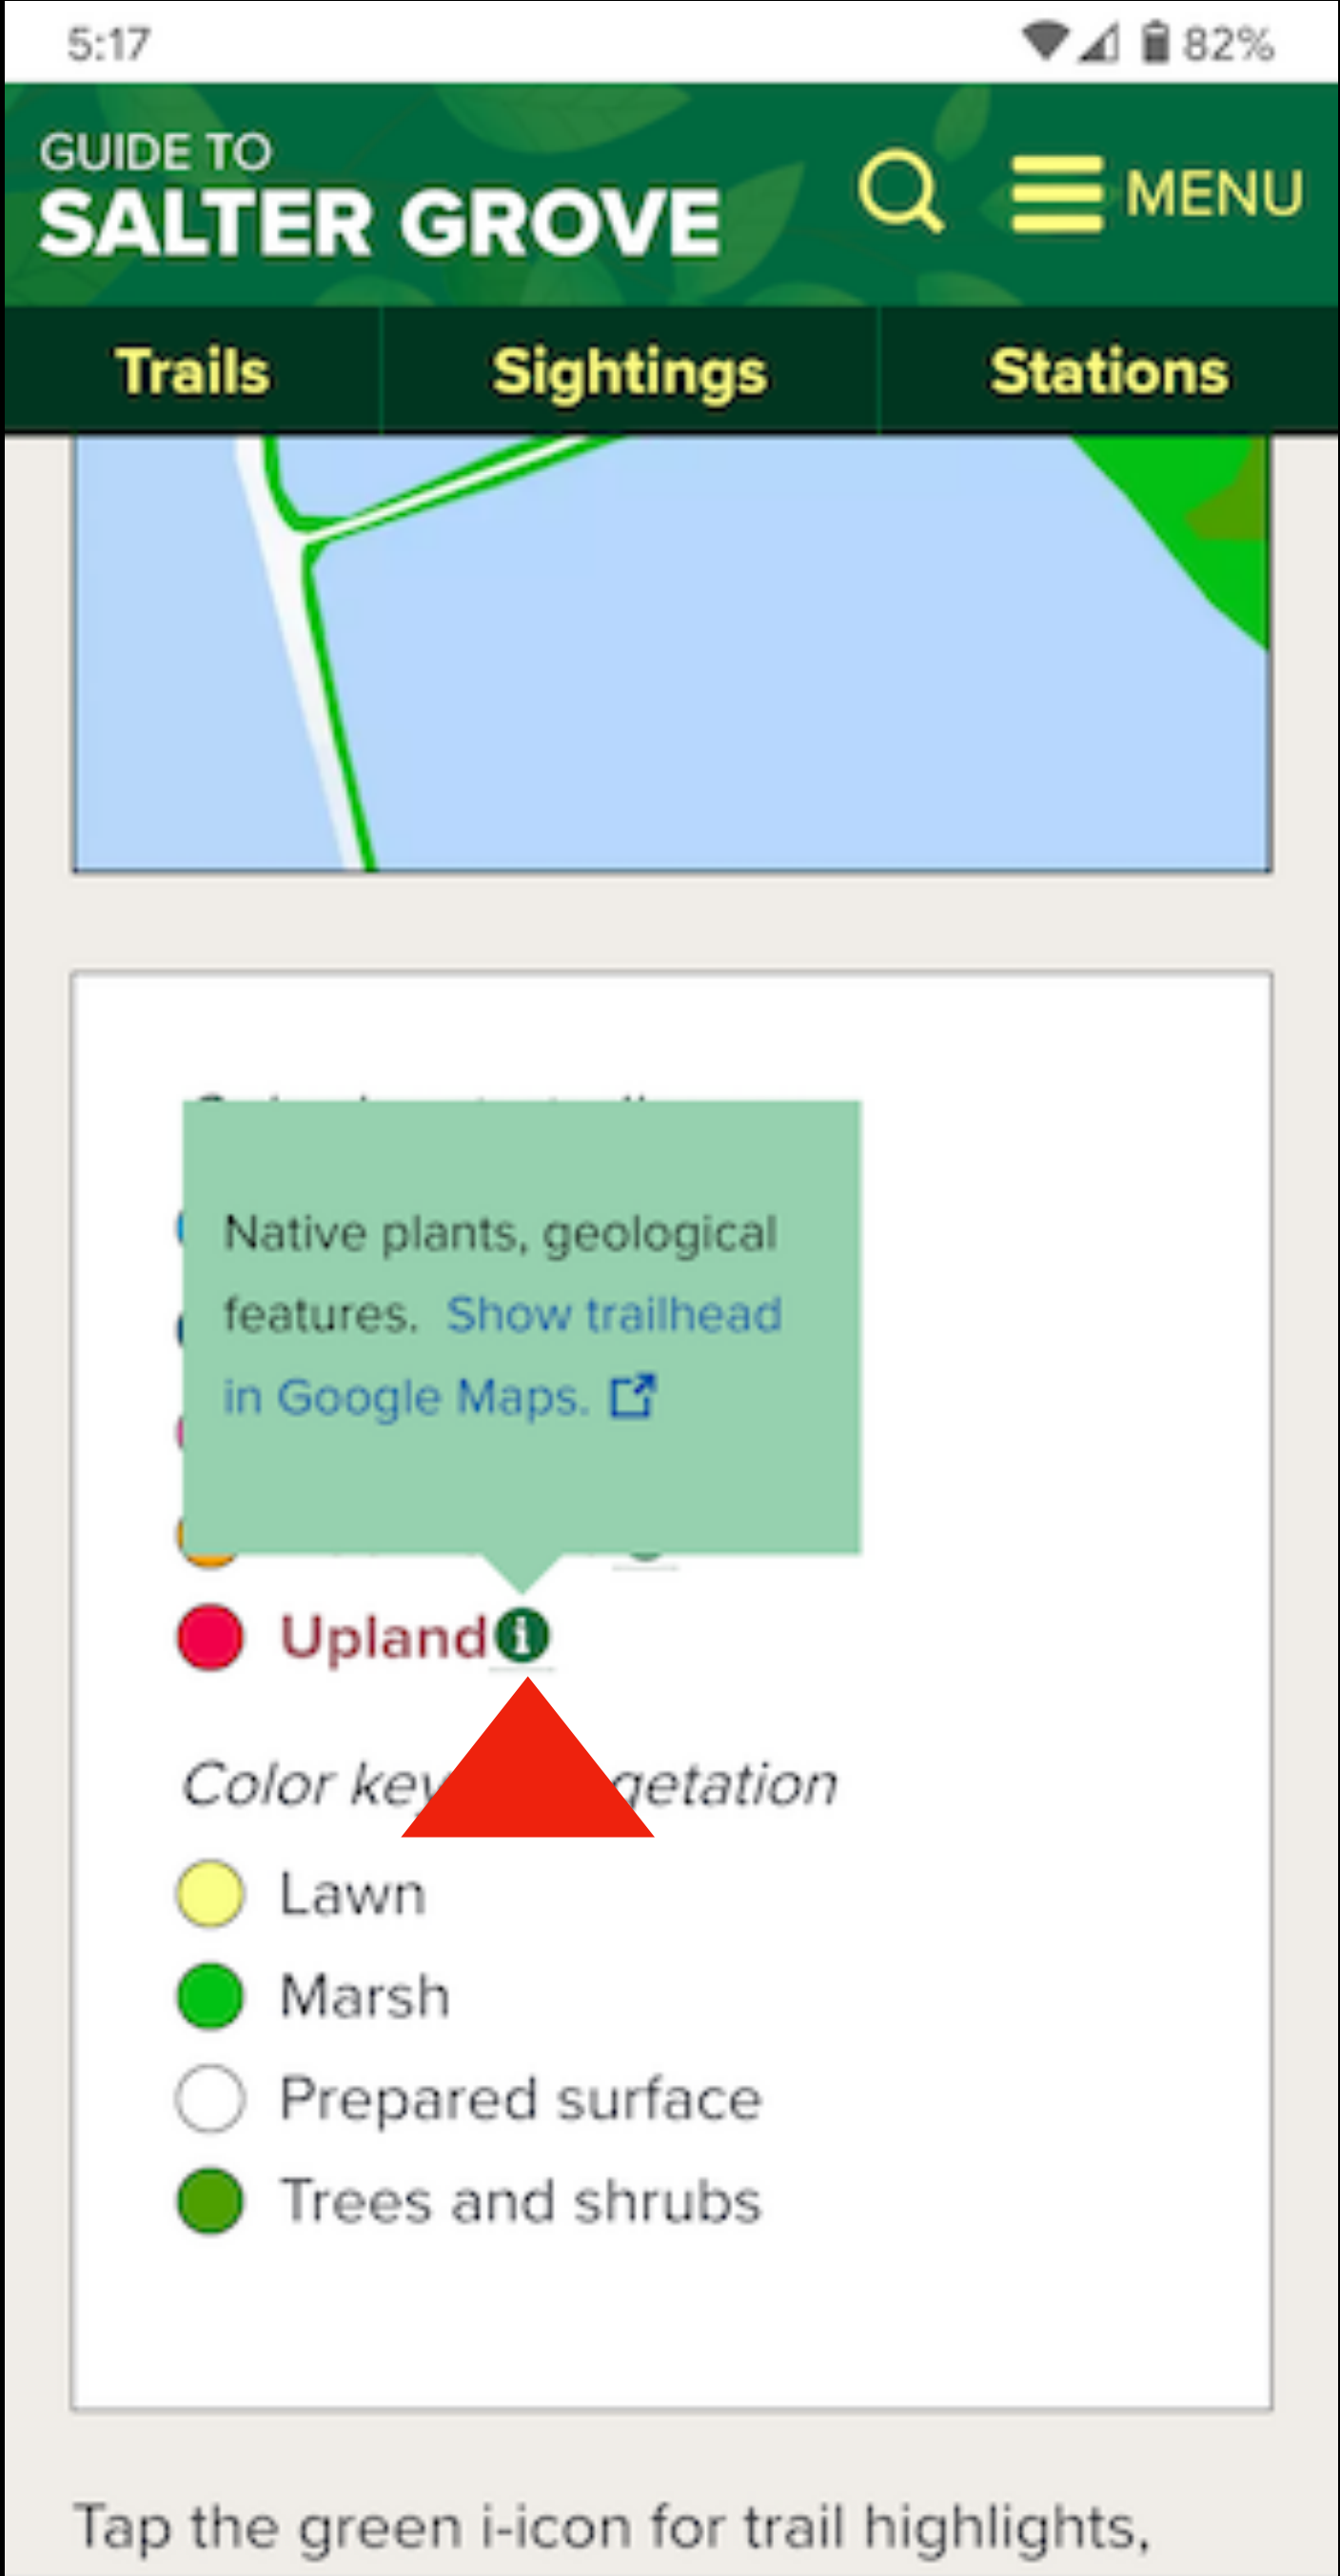 5:17
82%
GUIDE TO
SALTER GROVE
MENU
Trails
Sightings
Stations
Native plants, geological
features. Show trailhead
in Google Maps.
Upland
Color key getation
Lawn
Marsh
Prepared surface
Trees and shrubs
Tap the green i-icon for trail highlights,